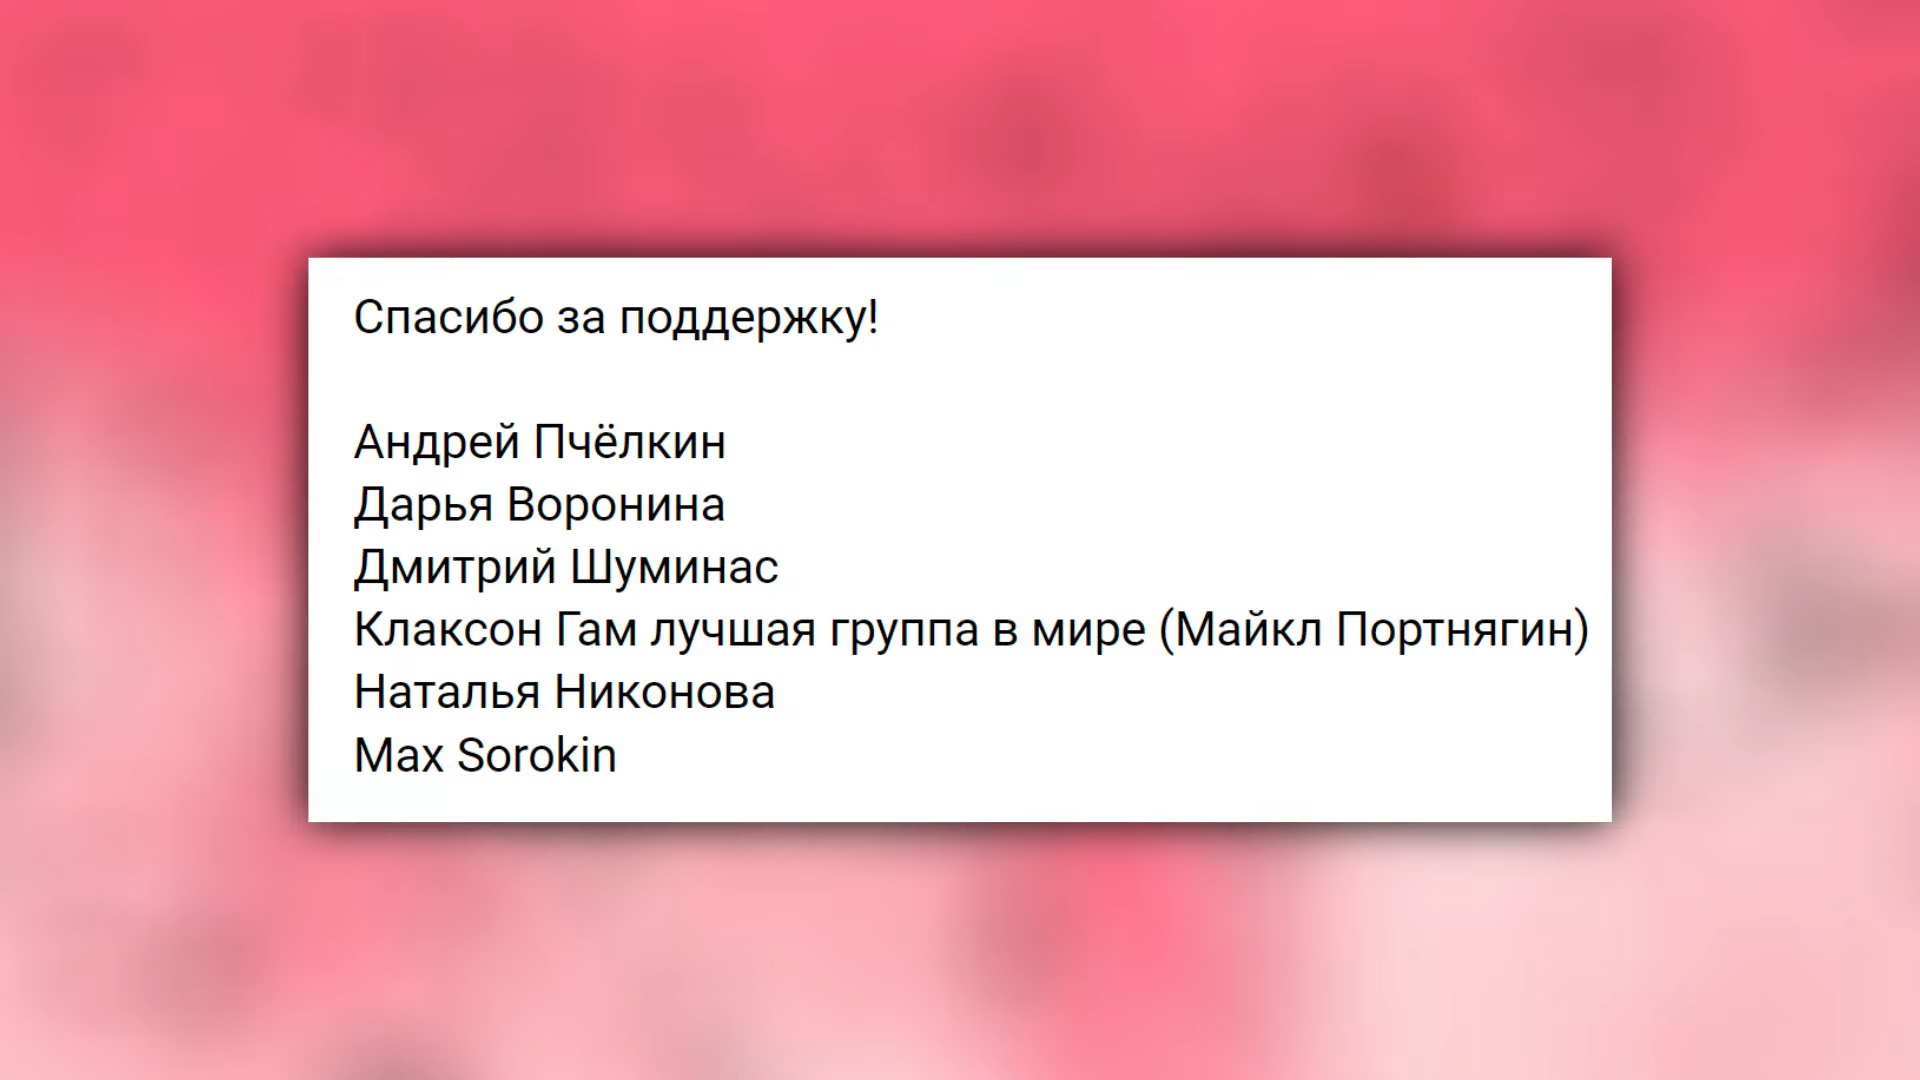 Спасибо за поддержку!
Андрей Пчёлкин
Дарья Воронина
Дмитрий Шуминас
Клаксон Гам лучшая группа в мире (Майкл Портнягин)
Наталья Никонова
Max Sorokin